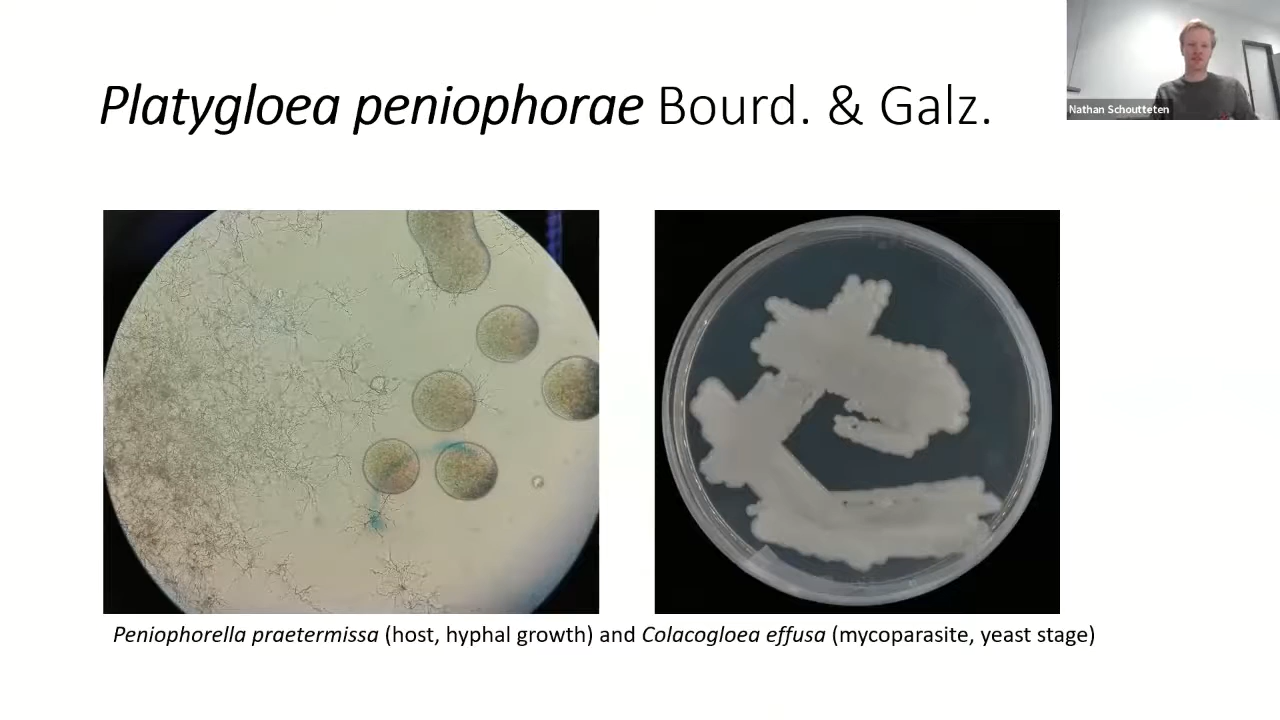 Platygloea peniophorae Bourd. & Galz.
Nathan Schoutteten
Peniophorella praetermissa (host, hyphal growth) and Colacogloea effusa (mycoparasite, yeast stage)